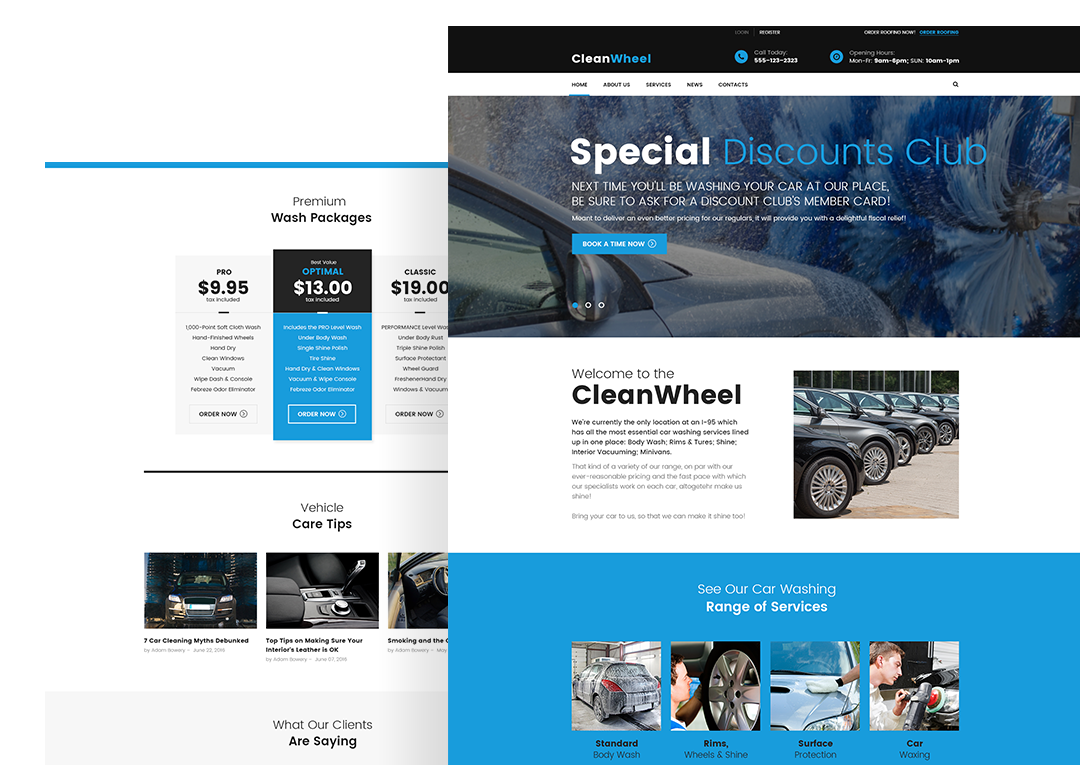 LOGIN REGISTER
ORDER ROOFING NOW! ORDER ROOFING
CleanWheel
Call Today:
555-123-2323
Opening Hours:
Mon-Fr: 9am-6pm; SUN: 10am-1pm
HOME ABOUT US SERVICES NEWS CONTACTS
Special Discounts Club
NEXT TIME YOU'LL BE WASHING YOUR CAR AT OUR PLACE,
BE SURE TO ASK FOR A DISCOUNT CLUB'S MEMBER CARD!
Meant to deliver an even better pricing for our regulars, it will provide you with a delightful fiscal relief!
BOOK A TIME NOW
Welcome to the
CleanWheel
We're currently the only location at an I-95 which
has all the most essential car washing services lined
up in one place: Body Wash; Rims & Tures; Shine;
Interior Vacuuming; Minivans.
That kind of a variety of our range, on par with our
ever-reasonable pricing and the fast pace with which
our specialists work on each car, altogetehr make us
shine!
Bring your car to us, so that we can make it shine too!
See Our Car Washing
Range of Services
Standard
Body Wash
Rims,
Wheels & Shine
Surface
Protection
Car
Waxing
Premium
Wash Packages
PRO
$9.95
tax included
1,000-Point Soft Cloth Wash
Hand-Finished Wheels
Hand Dry
Clean Windows
Vacuum
Wipe Dash & Console
Febreze Odor Eliminator
ORDER NOW
Best Value
OPTIMAL
$13.00
tax included
Includes the PRO Level Wash
Under Body Wash
Single Shine Polish
Tire Shine
Hand Dry & Clean Windows
Vacuum & Wipe Console
Febreze Odor Eliminator
ORDER NOW
CLASSIC
$19.00
tax included
PERFORMANCE Level Was
Under Body Rust
Triple Shine Polish
Surface Protectant
Wheel Guard
FreshenerHand Dry
Windows & Vacuum
ORDER NOW
Vehicle
Care Tips
7 Car Cleaning Myths Debunked
by Adam Bowery - June 22, 2016
Top Tips on Making Sure Your
Interior's Leather is OK
by Adam Bowery - June 07, 2016
Smoking and the
by Adam Bowery - May
What Our Clients
Are Saying